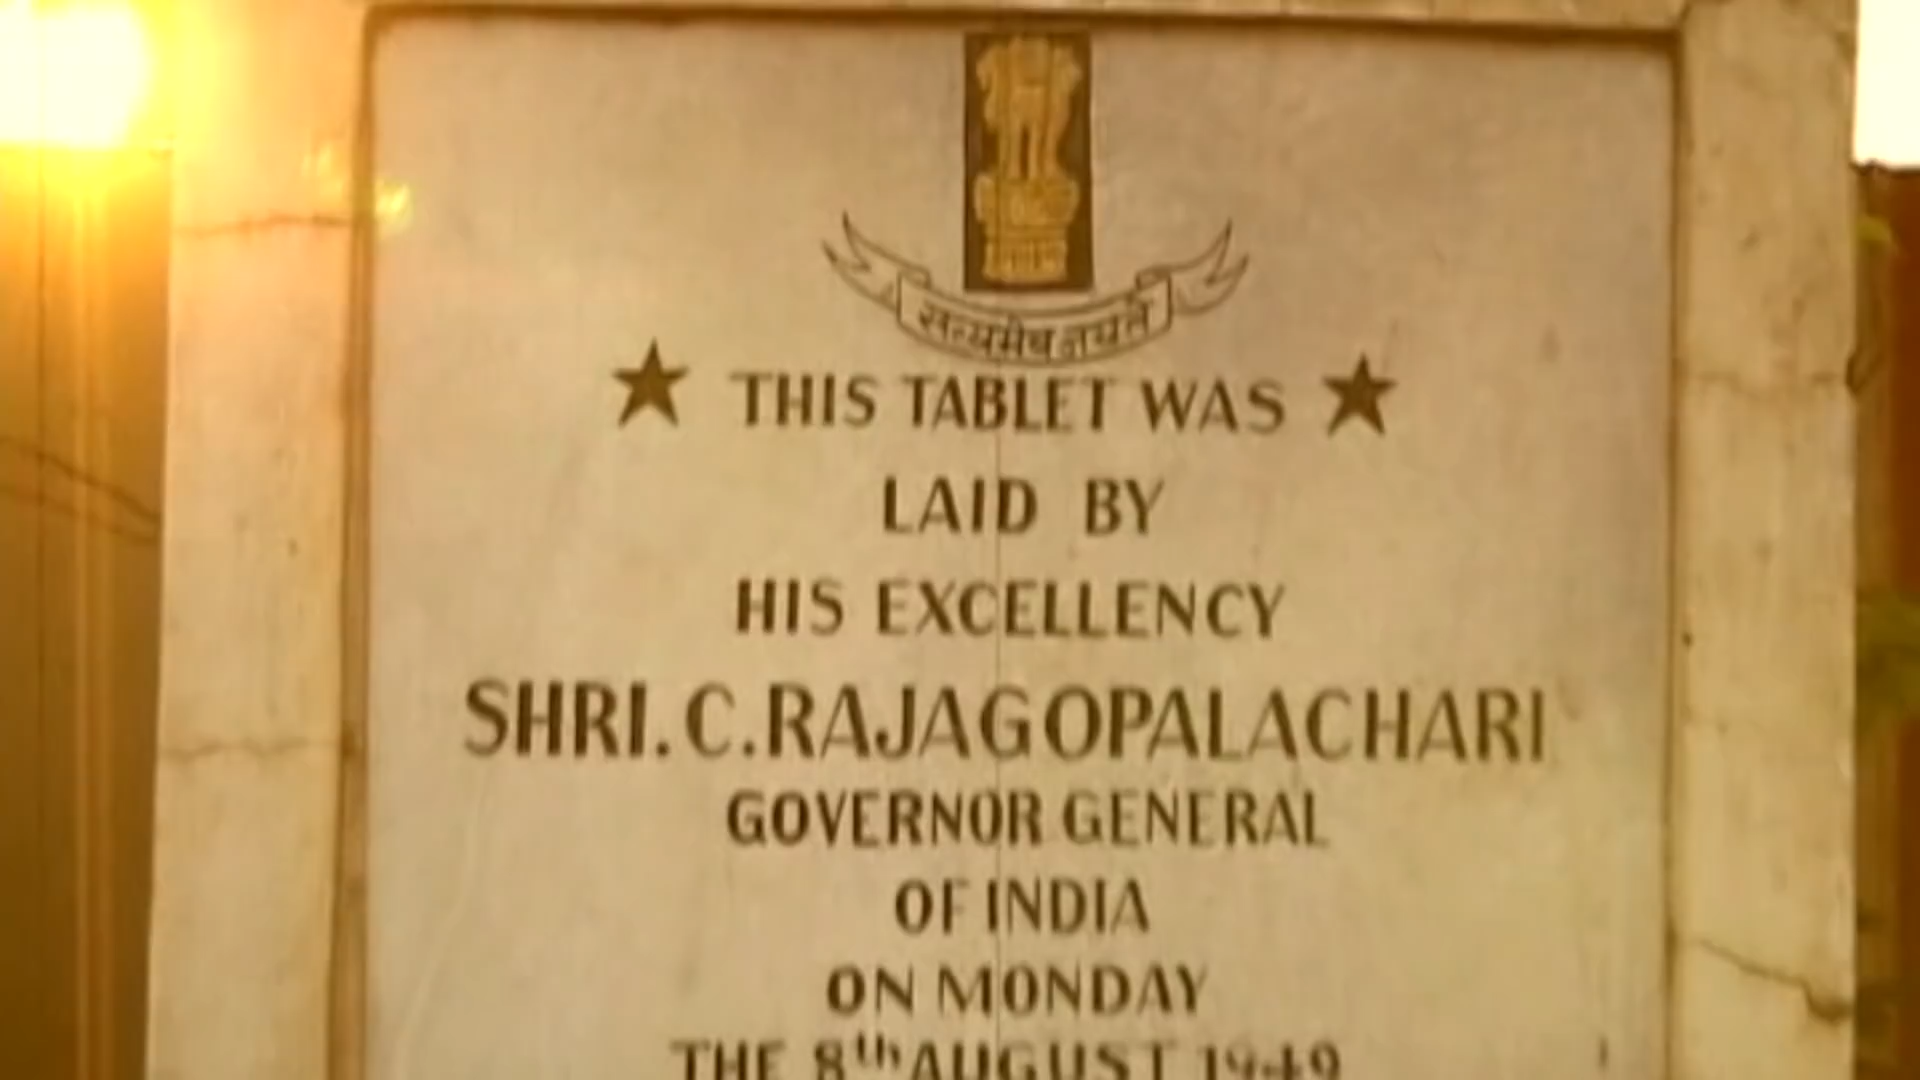 सत्यमेव जयते
THIS TABLET WAS
LAID BY
HIS EXCELLENCY
SHRI. C. RAJAGOPALACHARI
GOVERNOR GENERAL
OF INDIA
ON MONDAY
THE 8th AUGUST 1949